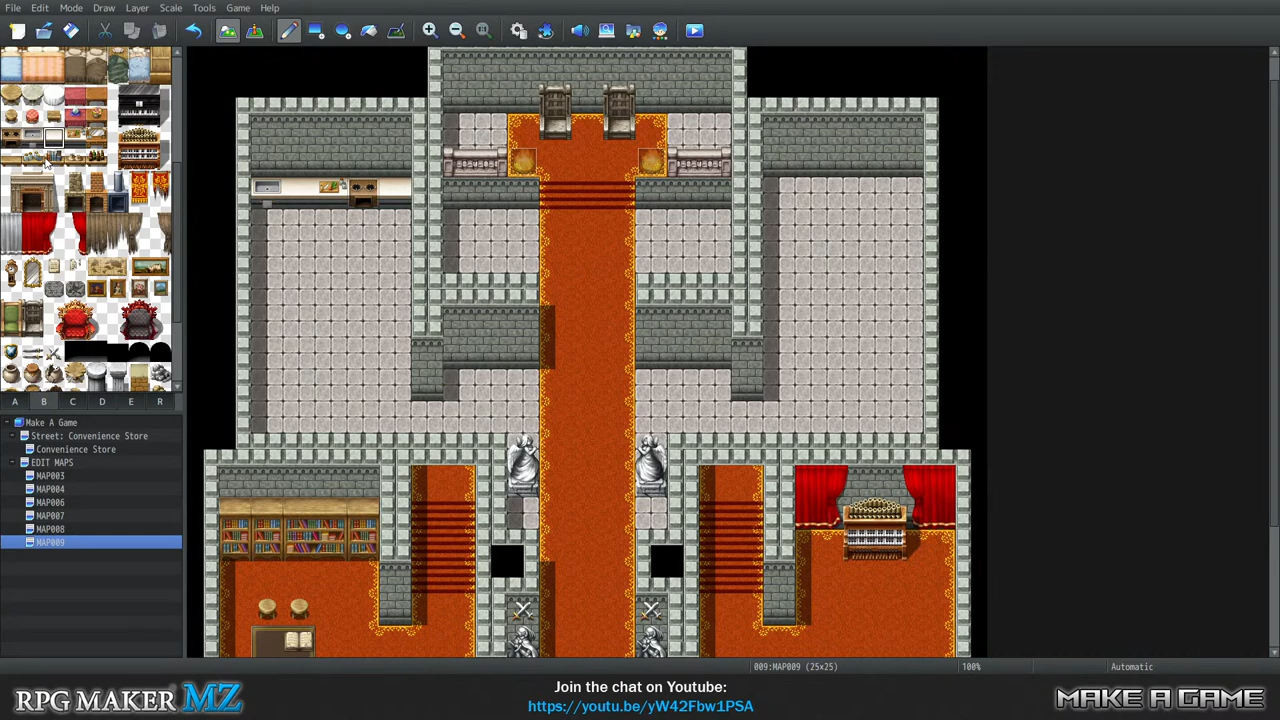 File Edit Mode Draw Layer Scale Tools Game Help
A B C D E R
Make A Game
Street: Convenience Store
Convenience Store
EDIT MAPS
MAP003
MAP004
MAP006
MAP007
MAP008
MAP009
009:MAP009 (25x25) 100% Automatic
RPG MAKER MZ
Join the chat on Youtube:
https://youtu.be/yW42Fbw1PSA
MAKE A GAME